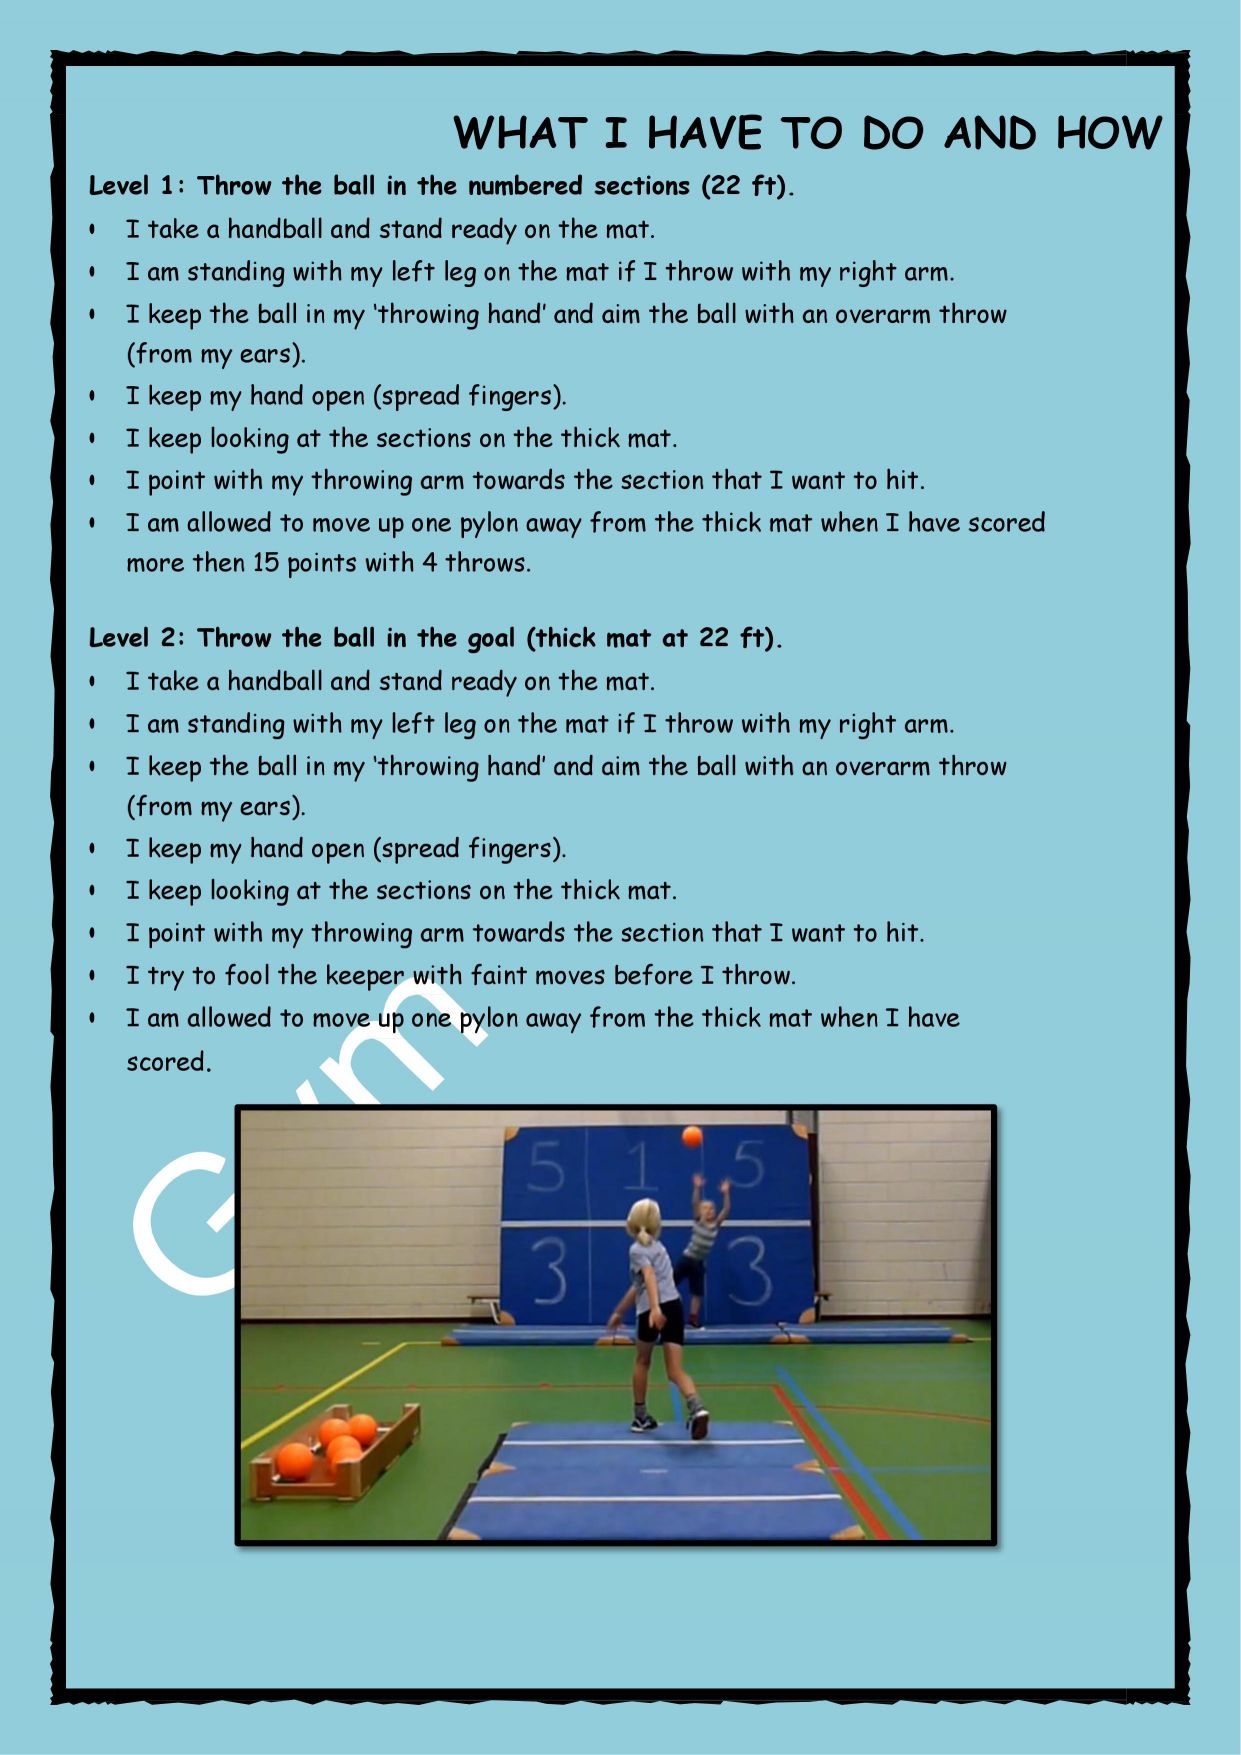 WHAT I HAVE TO DO AND HOW
Level 1: Throw the ball in the numbered sections (22 ft).
• I take a handball and stand ready on the mat.
• I am standing with my left leg on the mat if I throw with my right arm.
• I keep the ball in my ‘throwing hand’ and aim the ball with an overarm throw
(from my ears).
• I keep my hand open (spread fingers).
• I keep looking at the sections on the thick mat.
• I point with my throwing arm towards the section that I want to hit.
• I am allowed to move up one pylon away from the thick mat when I have scored
more then 15 points with 4 throws.
Level 2: Throw the ball in the goal (thick mat at 22 ft).
• I take a handball and stand ready on the mat.
• I am standing with my left leg on the mat if I throw with my right arm.
• I keep the ball in my ‘throwing hand’ and aim the ball with an overarm throw
(from my ears).
• I keep my hand open (spread fingers).
• I keep looking at the sections on the thick mat.
• I point with my throwing arm towards the section that I want to hit.
• I try to fool the keeper with faint moves before I throw.
• I am allowed to move up one pylon away from the thick mat when I have
scored.
5 1 5
3 3